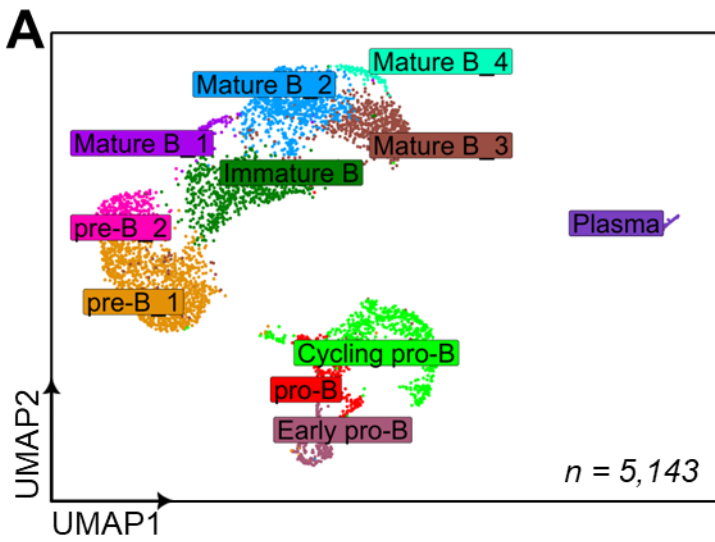 A
Mature B_4
Mature B_2
Mature B_1
Mature B_3
Immature B
pre-B_2
Plasma
pre-B_1
Cycling pro-B
pro-B
Early pro-B
n = 5,143
UMAP2
UMAP1